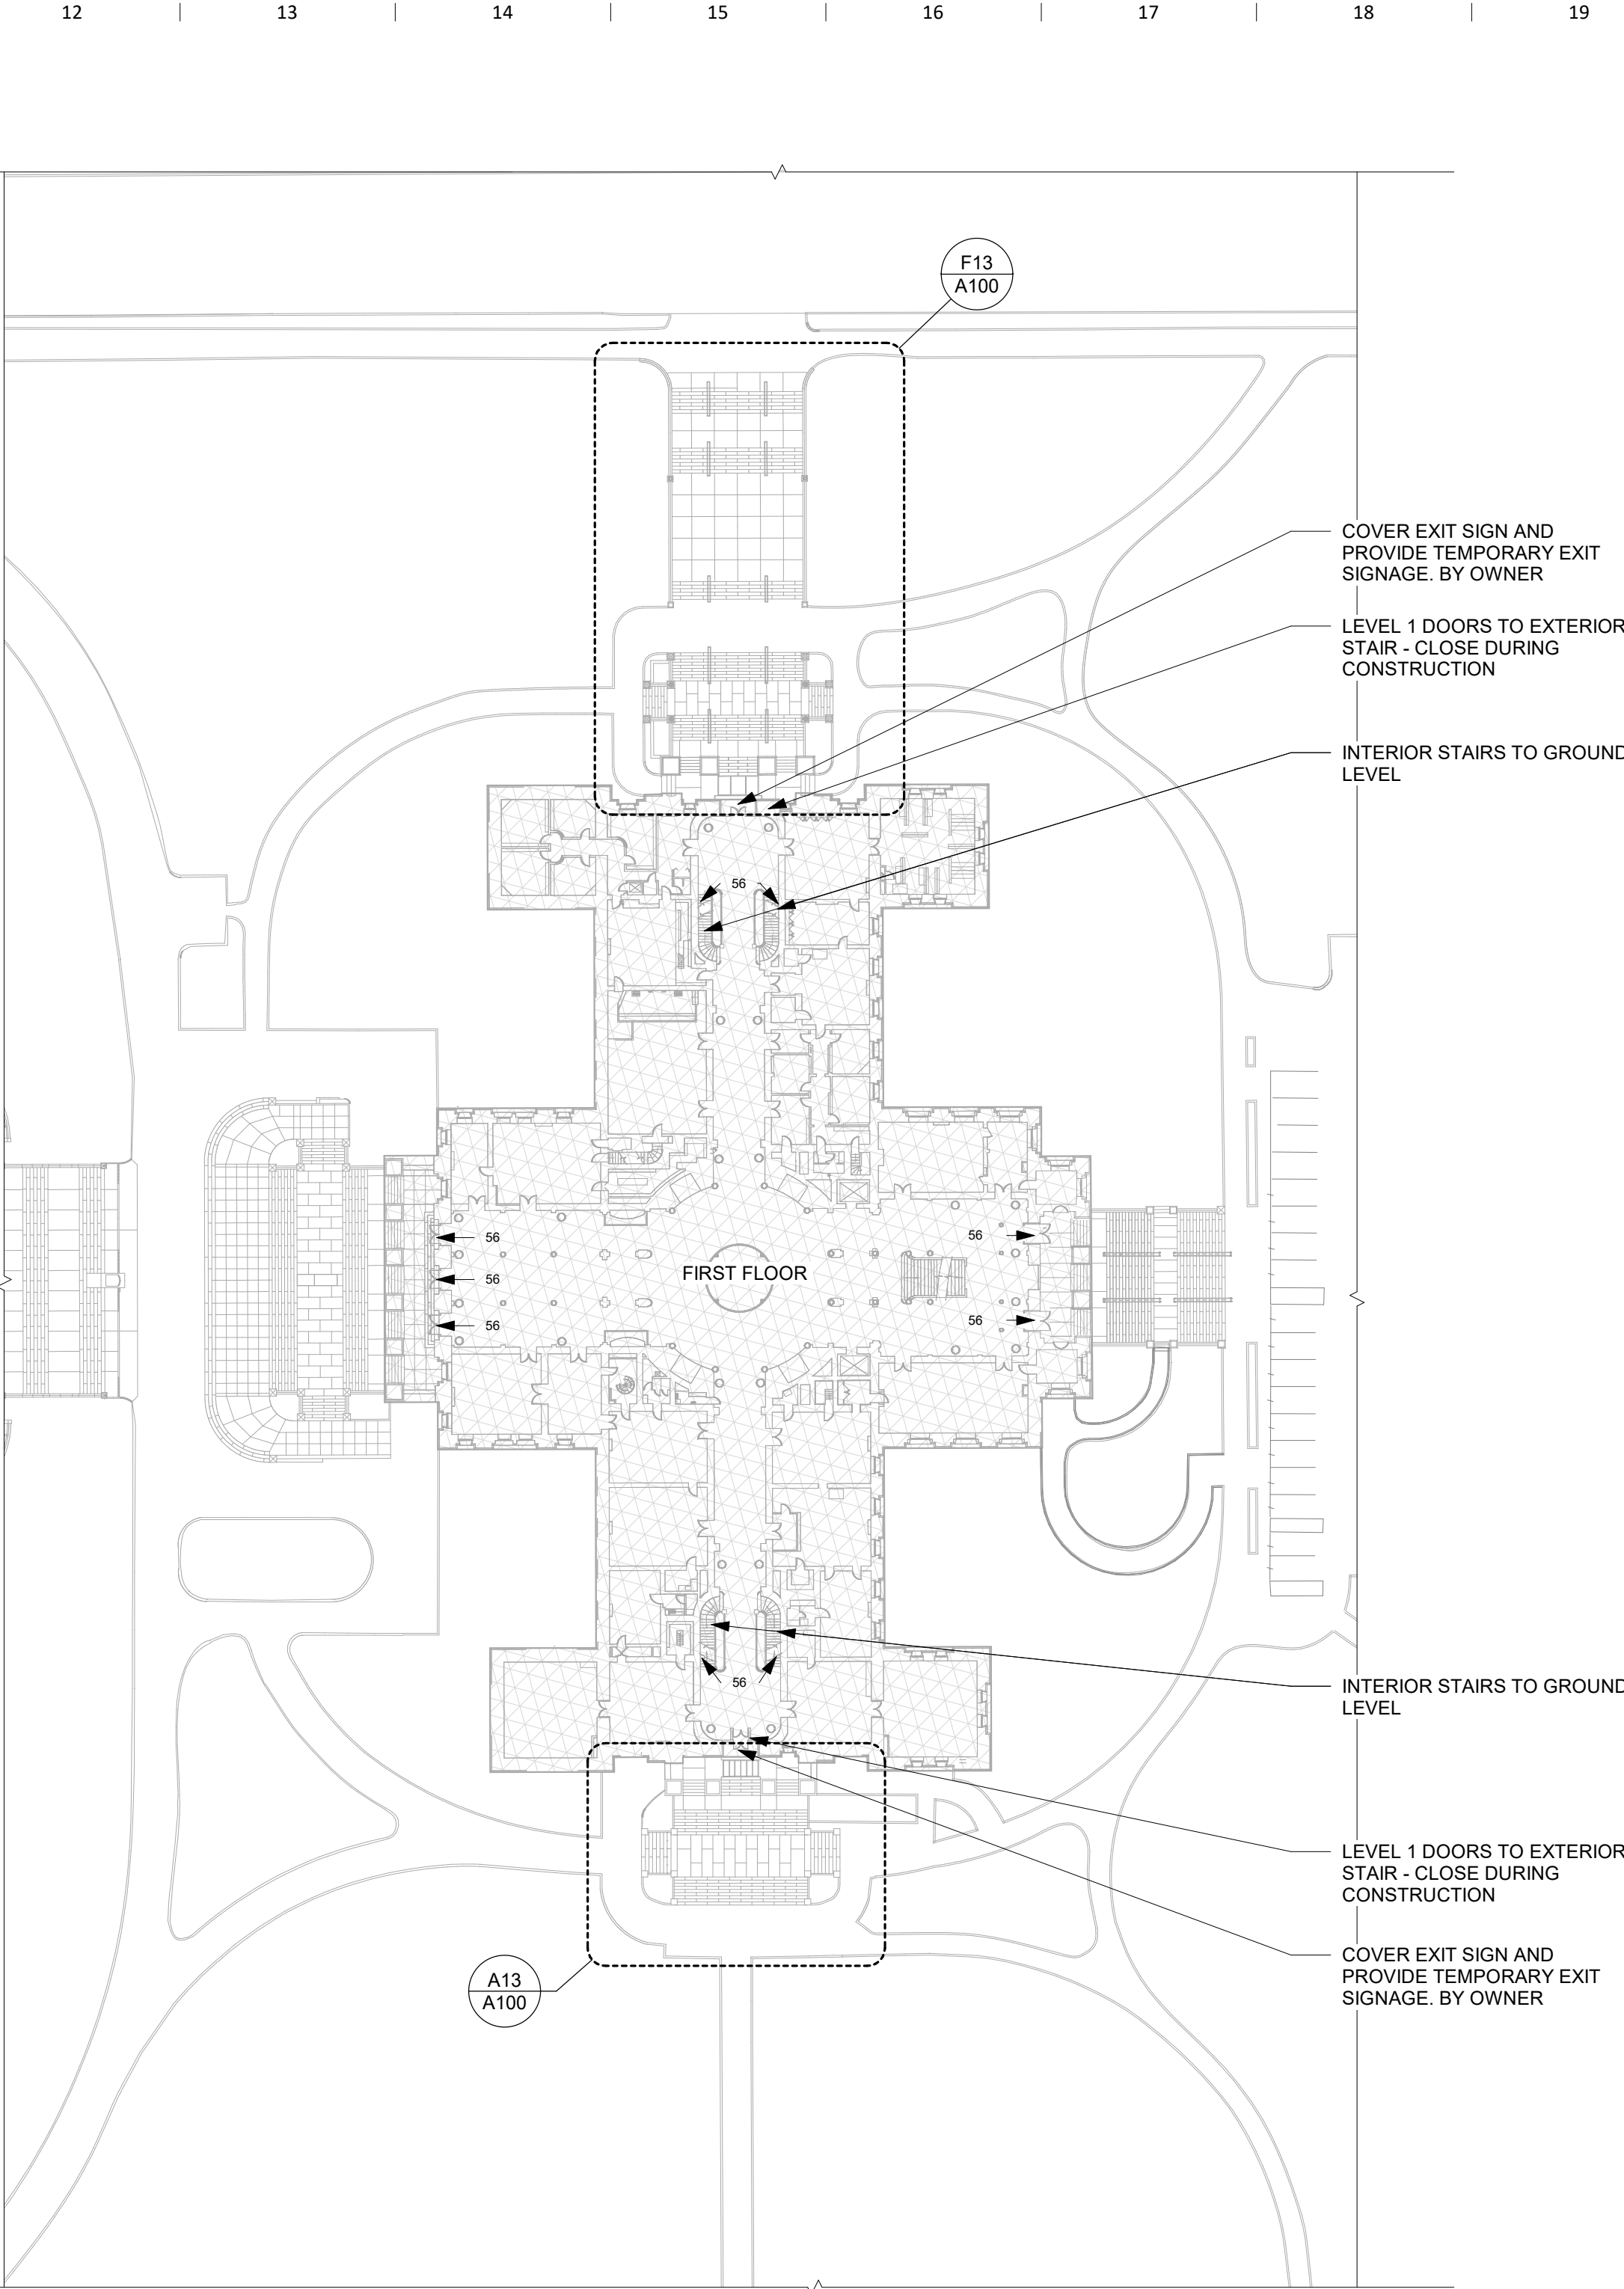 12 13 14 15 16 17 18 19
F13
A100
COVER EXIT SIGN AND
PROVIDE TEMPORARY EXIT
SIGNAGE. BY OWNER
LEVEL 1 DOORS TO EXTERIOR
STAIR - CLOSE DURING
CONSTRUCTION
INTERIOR STAIRS TO GROUND
LEVEL
56
56
56
56
56
FIRST FLOOR
56
56
INTERIOR STAIRS TO GROUND
LEVEL
LEVEL 1 DOORS TO EXTERIOR
STAIR - CLOSE DURING
CONSTRUCTION
COVER EXIT SIGN AND
PROVIDE TEMPORARY EXIT
SIGNAGE. BY OWNER
A13
A100